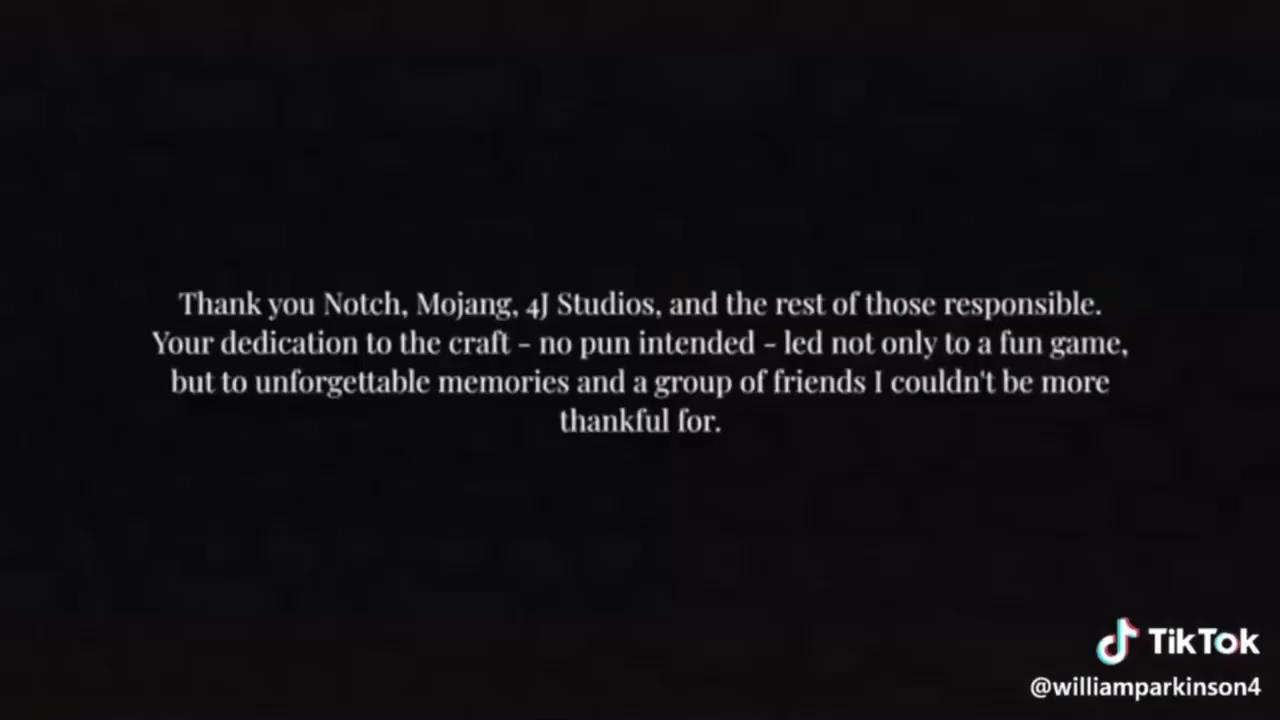 Thank you Notch, Mojang, 4J Studios, and the rest of those responsible.
Your dedication to the craft - no pun intended - led not only to a fun game,
but to unforgettable memories and a group of friends I couldn't be more
thankful for.
TikTok
@williamparkinson4